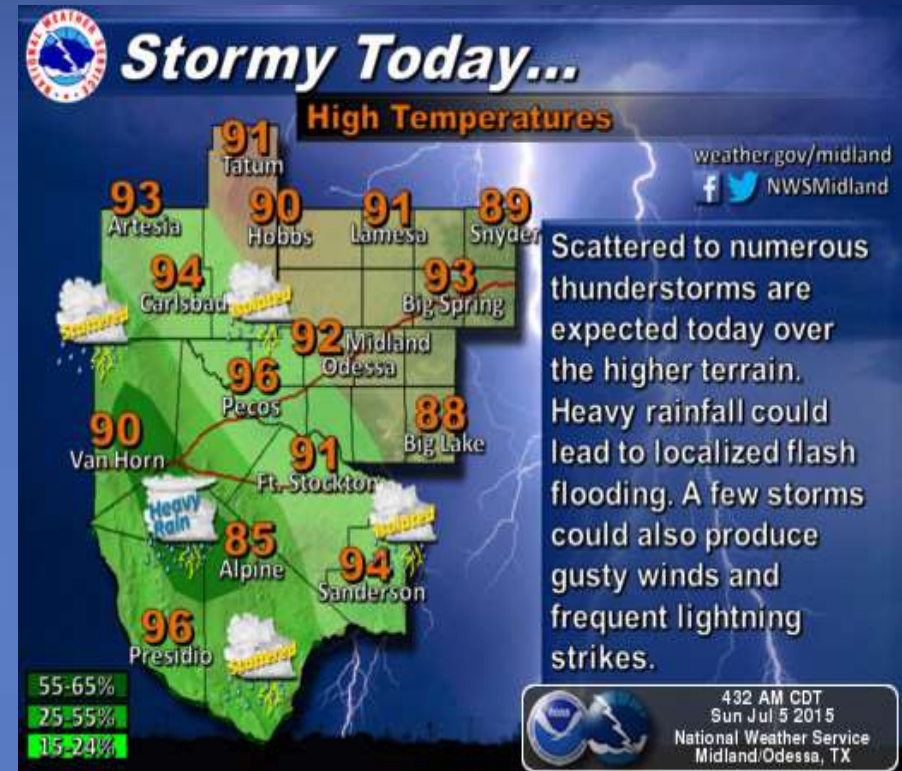 NATIONAL WEATHER SERVICE
Stormy Today...
High Temperatures
weather.gov/midland
NWSMidland
91
Tatum
93
Artesia
90
Hobbs
91
Lamesa
89
Snyder
94
Carlsbad
Scattered
Isolated
93
Big Spring
92 Midland
Odessa
96
Pecos
88
Big Lake
90
Van Horn
91
Ft. Stockton
Heavy
Rain
Isolated
85
Alpine
94
Sanderson
96
Presidio
Scattered
55-65%
25-55%
15-24%
Scattered to numerous
thunderstorms are
expected today over
the higher terrain.
Heavy rainfall could
lead to localized flash
flooding. A few storms
could also produce
gusty winds and
frequent lightning
strikes.
432 AM CDT
Sun Jul 5 2015
National Weather Service
Midland/Odessa, TX